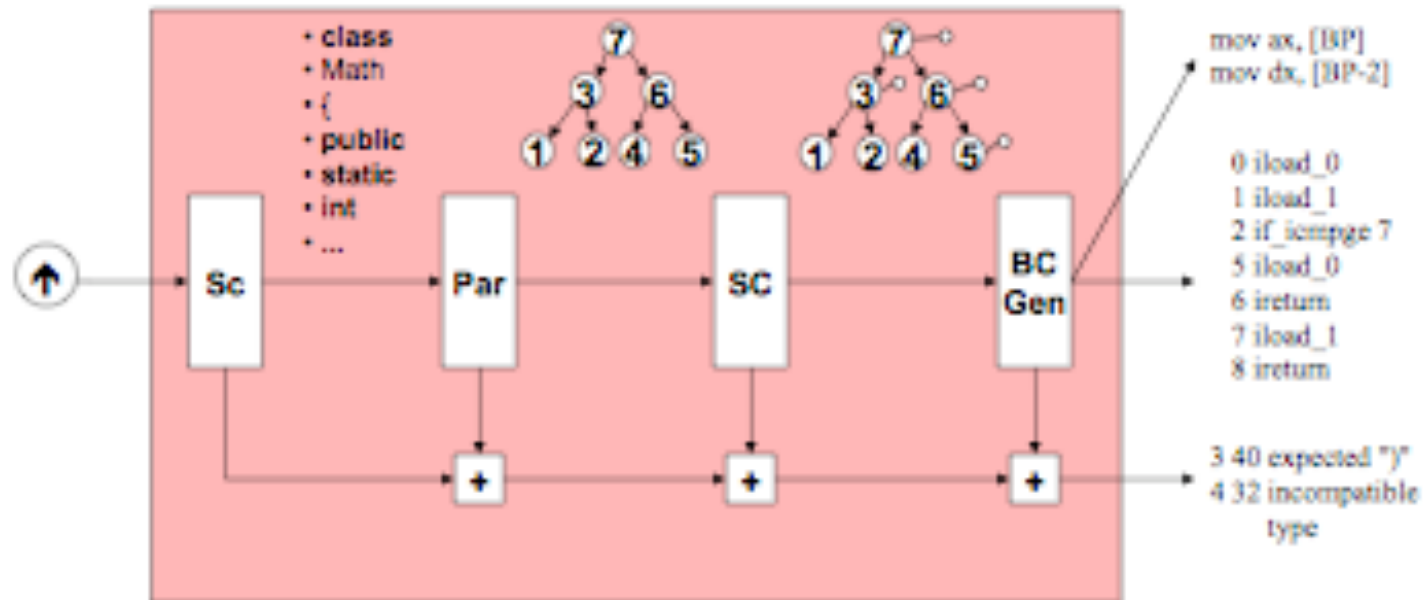 • class
• Math
• {
• public
• static
• int
• ...
7
3 6
1 2 4 5
7
3 6
1 2 4 5
mov ax, [BP]
mov dx, [BP-2]
0 iload_0
1 iload_1
2 if_icmpge 7
5 iload_0
6 ireturn
7 iload_1
8 ireturn
Sc
Par
SC
BC
Gen
+
+
+
3 40 expected ")"
4 32 incompatible
type